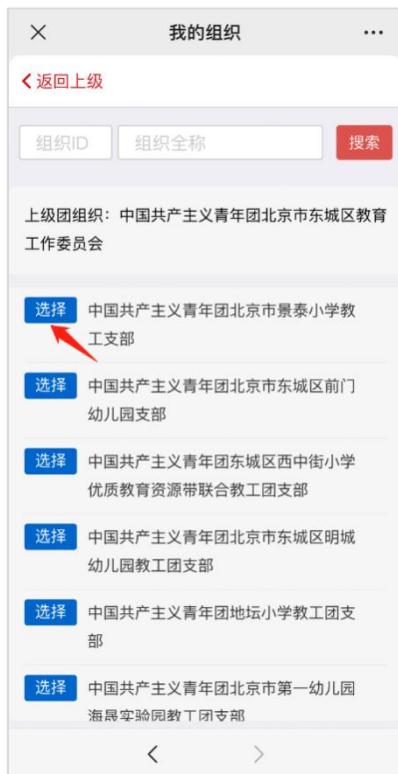 我的组织
返回上级
组织ID
组织全称
搜索
上级团组织：中国共产主义青年团北京市东城区教育
工作委员会
选择
中国共产主义青年团北京市景泰小学教
工支部
选择
中国共产主义青年团北京市东城区前门
幼儿园支部
选择
中国共产主义青年团东城区西中街小学
优质教育资源带联合教工团支部
选择
中国共产主义青年团北京市东城区明城
幼儿园教工团支部
选择
中国共产主义青年团地坛小学教工团支
部
选择
中国共产主义青年团北京市第一幼儿园
海晟实验园教工团支部